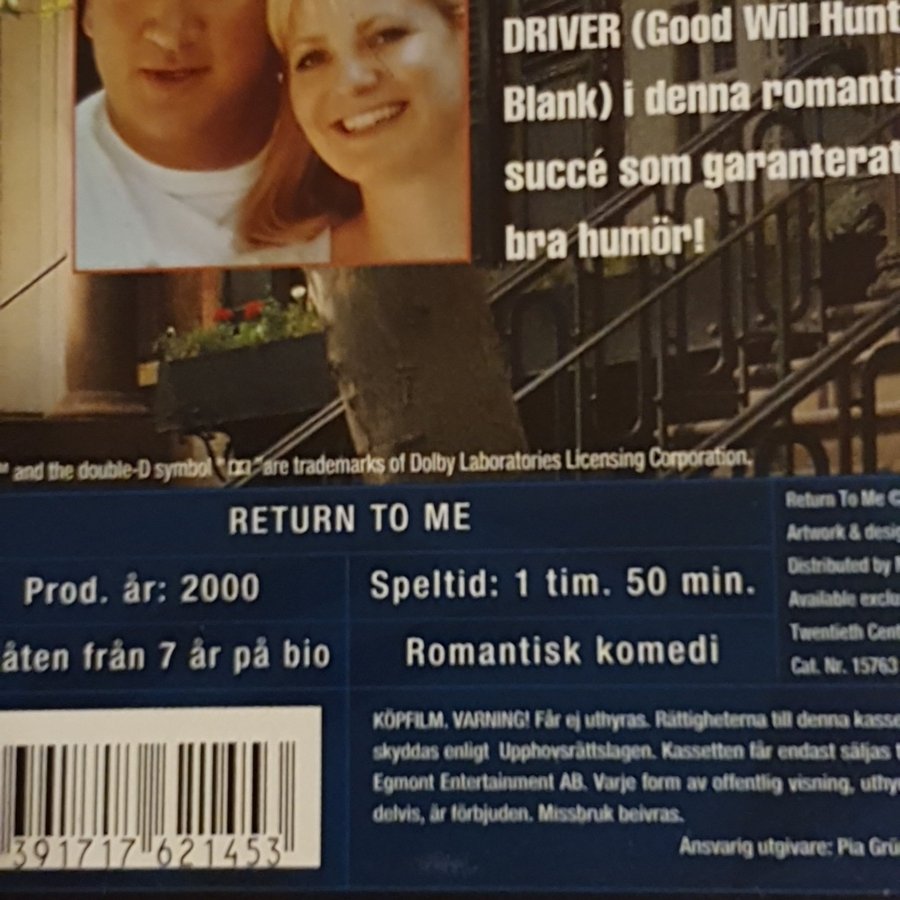 DRIVER (Good Will Hunt
Blank) i denna romanti
succé som garanterat
bra humör!
and the double-D symbol " " are trademarks of Dolby Laboratories Licensing Corporation.
RETURN TO ME
Prod. år: 2000
Speltid: 1 tim. 50 min.
åten från 7 år på bio
Romantisk komedi
Return To Me ©
Artwork & desig
Distributed by
Available exclu
Twentieth Cent
Cat. Nr. 15763
KÖPFILM. VARNING! Får ej uthyras. Rättigheterna till denna kasse
skyddas enligt Upphovsrättslagen. Kassetten får endast säljas
Egmont Entertainment AB. Varje form av offentlig visning, uthy
delvis, är förbjuden. Missbruk beivras.
Ansvarig utgivare: Pia Grü
391717 621453